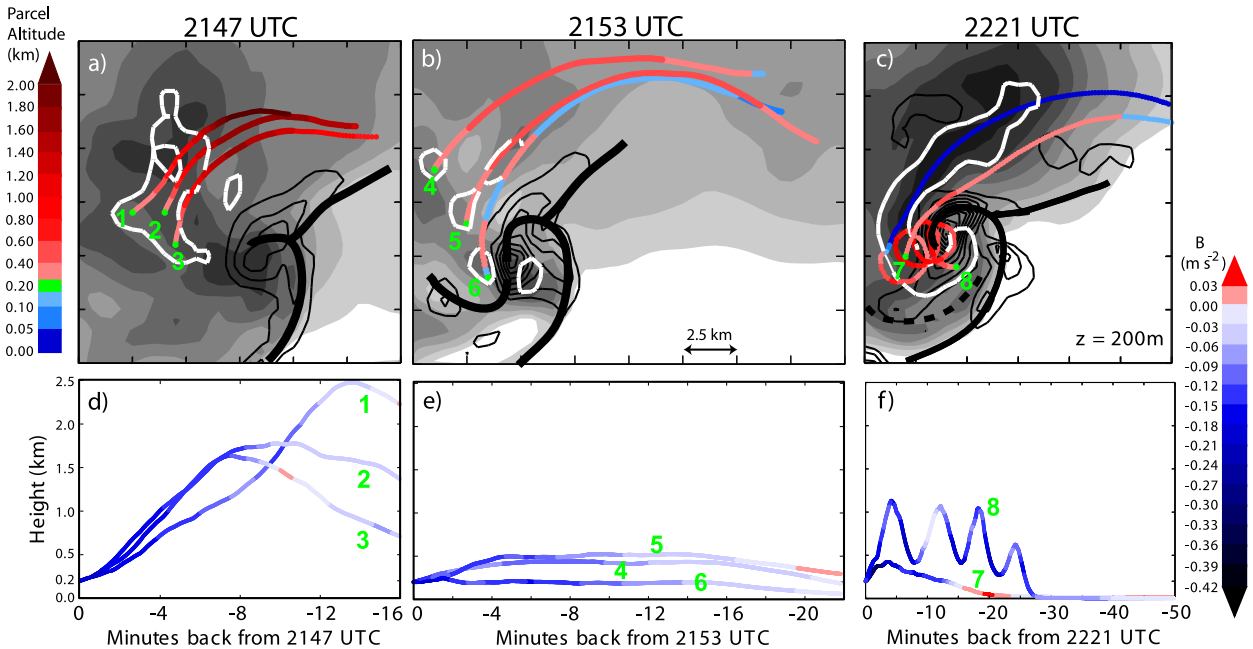 2147 UTC
2153 UTC
2221 UTC
Parcel
Altitude
(km)
2.00
1.80
1.60
1.40
1.20
1.00
0.80
0.60
0.40
0.20
0.10
0.05
0.00
a)
1
2
3
b)
4
5
6
2.5 km
c)
7
8
z = 200m
B
(m s⁻²)
0.03
0.00
-0.03
-0.06
-0.09
-0.12
-0.15
-0.18
-0.21
-0.24
-0.27
-0.30
-0.33
-0.36
-0.39
-0.42
d)
1
2
3
Height (km)
2.5
2.0
1.5
1.0
0.5
0.2
0.0
0 -4 -8 -12 -16
Minutes back from 2147 UTC
e)
5
4
6
0 -4 -8 -12 -16 -20
Minutes back from 2153 UTC
f)
8
7
0 -10 -20 -30 -40 -50
Minutes back from 2221 UTC